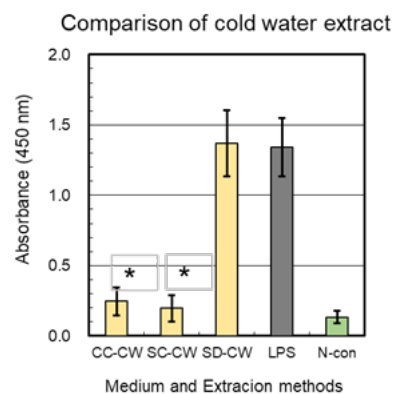 Comparison of cold water extract
Absorbance (450 nm)
2.0
1.5
1.0
0.5
0.0
* *
CC-CW SC-CW SD-CW LPS N-con
Medium and Extracion methods